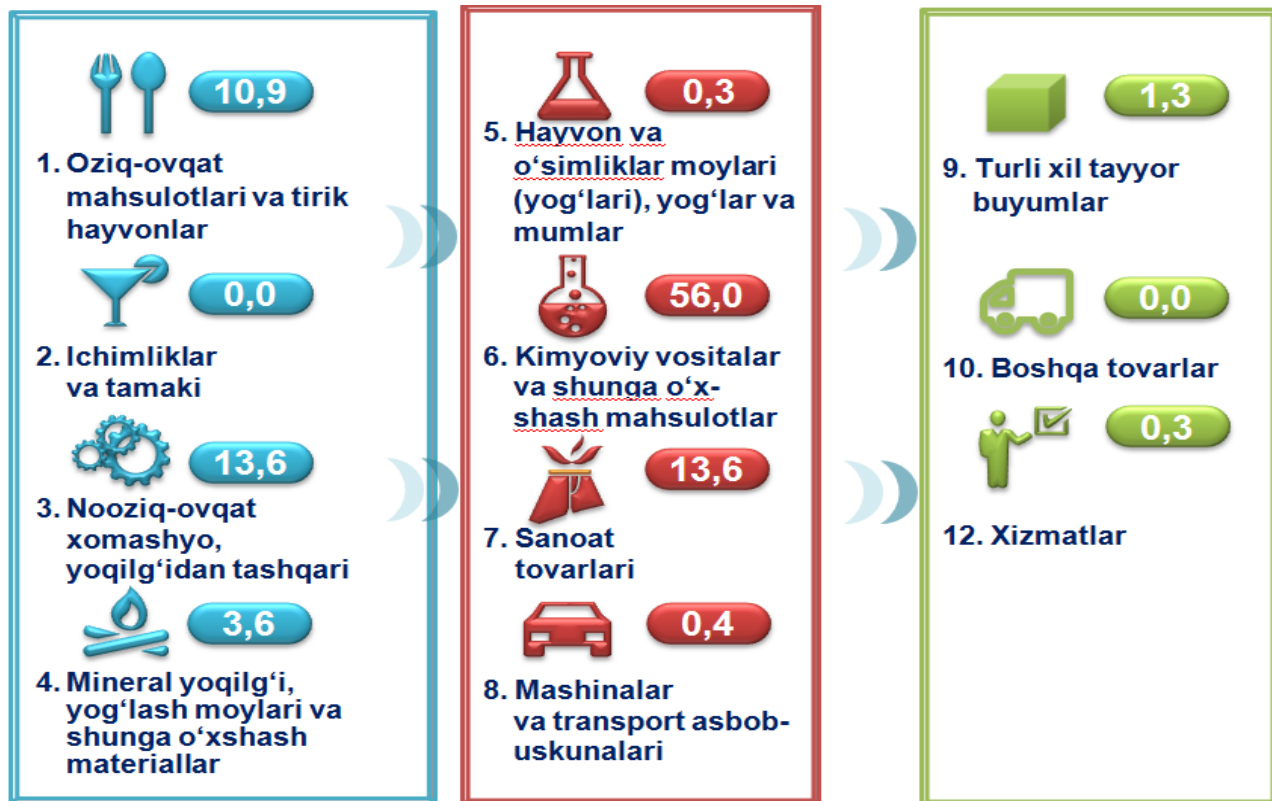 10,9
1. Oziq-ovqat
mahsulotlari va tirik
hayvonlar
0,0
2. Ichimliklar
va tamaki
13,6
3. Nooziq-ovqat
xomashyo,
yoqilg‘idan tashqari
3,6
4. Mineral yoqilg‘i,
yog‘lash moylari va
shunga o‘xshash
materiallar
0,3
5. Hayvon va
o‘simliklar moylari
(yog‘lari), yog‘lar va
mumlar
56,0
6. Kimyoviy vositalar
va shunga o‘x-
shash mahsulotlar
13,6
7. Sanoat
tovarlari
0,4
8. Mashinalar
va transport asbob-
uskunalari
1,3
9. Turli xil tayyor
buyumlar
0,0
10. Boshqa tovarlar
0,3
12. Xizmatlar